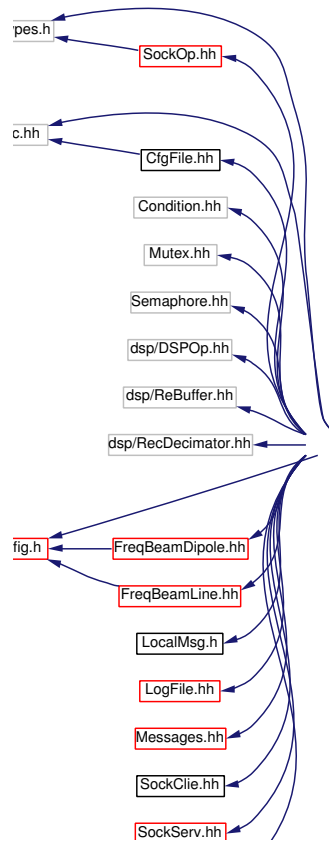 ypes.h
SockOp.hh
c.hh
CfgFile.hh
Condition.hh
Mutex.hh
Semaphore.hh
dsp/DSPOp.hh
dsp/ReBuffer.hh
dsp/RecDecimator.hh
fig.h
FreqBeamDipole.hh
FreqBeamLine.hh
LocalMsg.h
LogFile.hh
Messages.hh
SockClie.hh
SockServ.hh